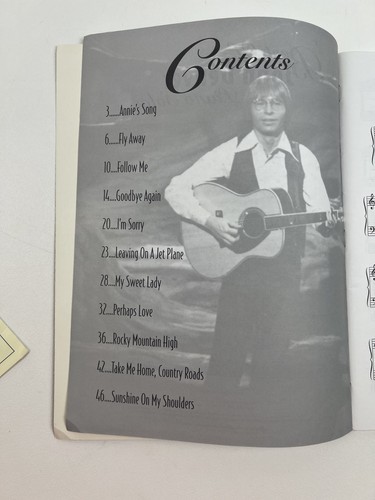 Contents
3....Annie's Song
6....Fly Away
10....Follow Me
14....Goodbye Again
20....I'm Sorry
23....Leaving On A Jet Plane
28....My Sweet Lady
32....Perhaps Love
36....Rocky Mountain High
42....Take Me Home, Country Roads
46....Sunshine On My Shoulders